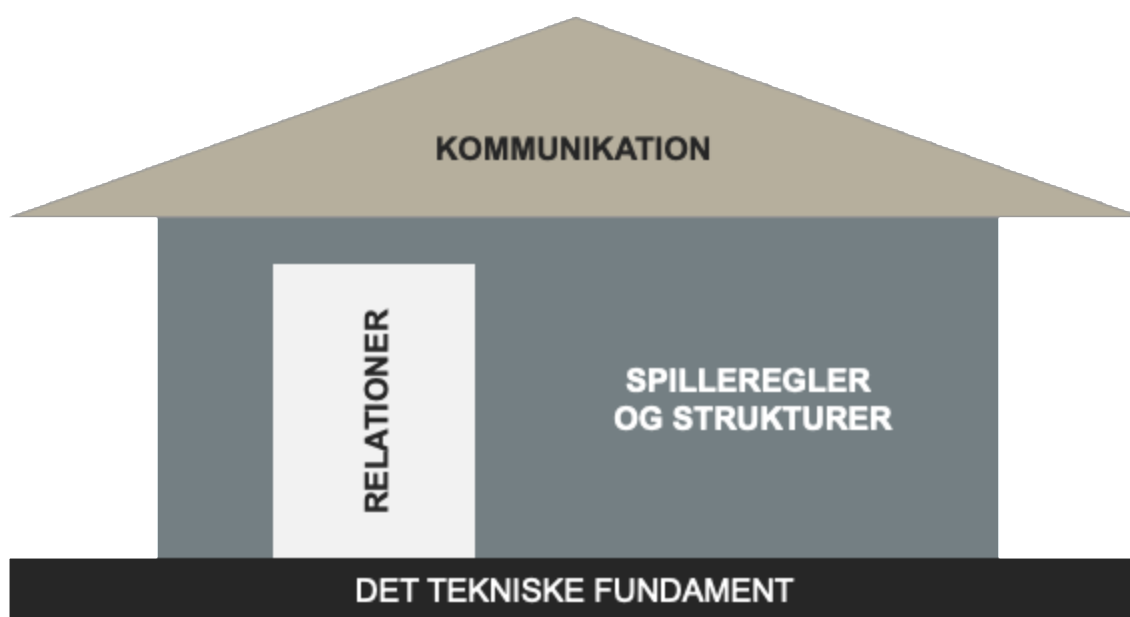 KOMMUNIKATION
RELATIONER
SPILLEREGLER
OG STRUKTURER
DET TEKNISKE FUNDAMENT